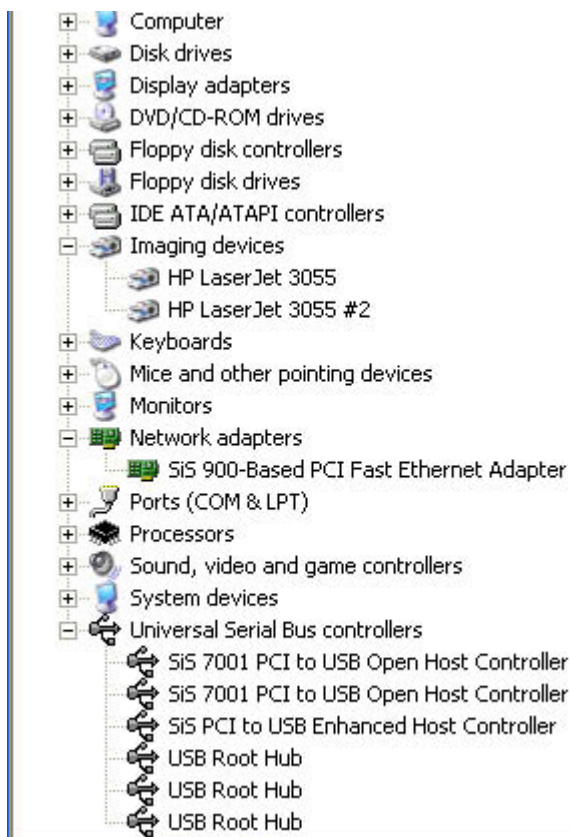 Computer
Disk drives
Display adapters
DVD/CD-ROM drives
Floppy disk controllers
Floppy disk drives
IDE ATA/ATAPI controllers
Imaging devices
HP LaserJet 3055
HP LaserJet 3055 #2
Keyboards
Mice and other pointing devices
Monitors
Network adapters
SiS 900-Based PCI Fast Ethernet Adapter
Ports (COM & LPT)
Processors
Sound, video and game controllers
System devices
Universal Serial Bus controllers
SiS 7001 PCI to USB Open Host Controller
SiS 7001 PCI to USB Open Host Controller
SiS PCI to USB Enhanced Host Controller
USB Root Hub
USB Root Hub
USB Root Hub